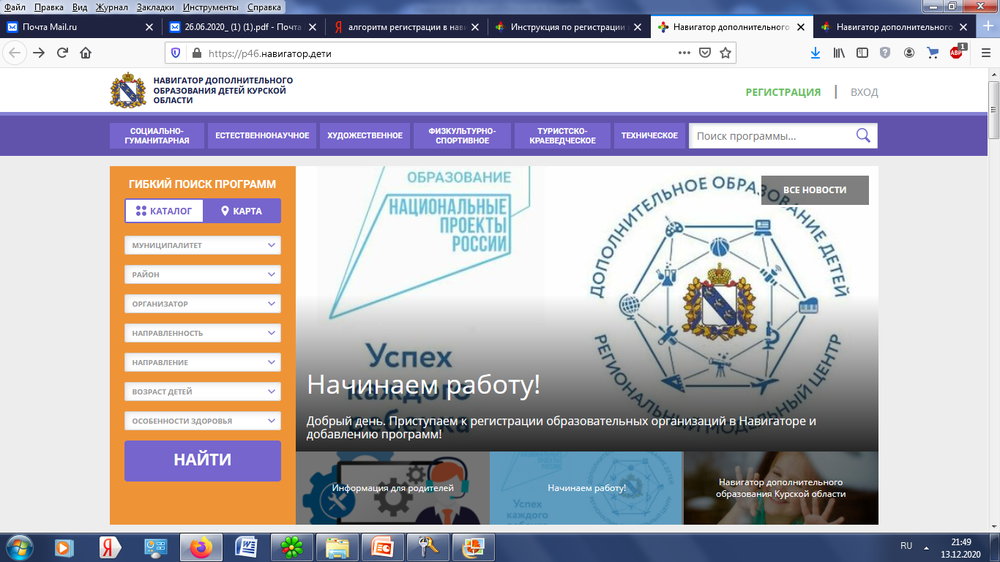 Файл Правка Вид Журнал Закладки Инструменты Справка
Почта Mail.ru
26.06.2020_ (1) (1).pdf - Почта
алгоритм регистрации в нави
Инструкция по регистрации
Навигатор дополнительного
Навигатор дополнительного
https://р46.навигатор.дети
ABP
1
НАВИГАТОР ДОПОЛНИТЕЛЬНОГО
ОБРАЗОВАНИЯ ДЕТЕЙ КУРСКОЙ
ОБЛАСТИ
РЕГИСТРАЦИЯ | ВХОД
СОЦИАЛЬНО-
ГУМАНИТАРНАЯ
ЕСТЕСТВЕННОНАУЧНОЕ
ХУДОЖЕСТВЕННОЕ
ФИЗКУЛЬТУРНО-
СПОРТИВНОЕ
ТУРИСТСКО-
КРАЕВЕДЧЕСКОЕ
ТЕХНИЧЕСКОЕ
Поиск программы...
ГИБКИЙ ПОИСК ПРОГРАММ
КАТАЛОГ
КАРТА
МУНИЦИПАЛИТЕТ
РАЙОН
ОРГАНИЗАТОР
НАПРАВЛЕННОСТЬ
НАПРАВЛЕНИЕ
ВОЗРАСТ ДЕТЕЙ
ОСОБЕННОСТИ ЗДОРОВЬЯ
НАЙТИ
ОБРАЗОВАНИЕ
НАЦИОНАЛЬНЫЕ
ПРОЕКТЫ
РОССИИ
Успех
каждого
ребенка
ДОПОЛНИТЕЛЬНОЕ ОБРАЗОВАНИЕ ДЕТЕЙ
РЕГИОНАЛЬНЫЙ МОДЕЛЬНЫЙ ЦЕНТР
ВСЕ НОВОСТИ
Начинаем работу!
Добрый день. Приступаем к регистрации образовательных организаций в Навигаторе и
добавлению программ!
Информация для родителей
Начинаем работу!
Успех
каждого
Навигатор дополнительного
образования Курской области
RU
21:49
13.12.2020